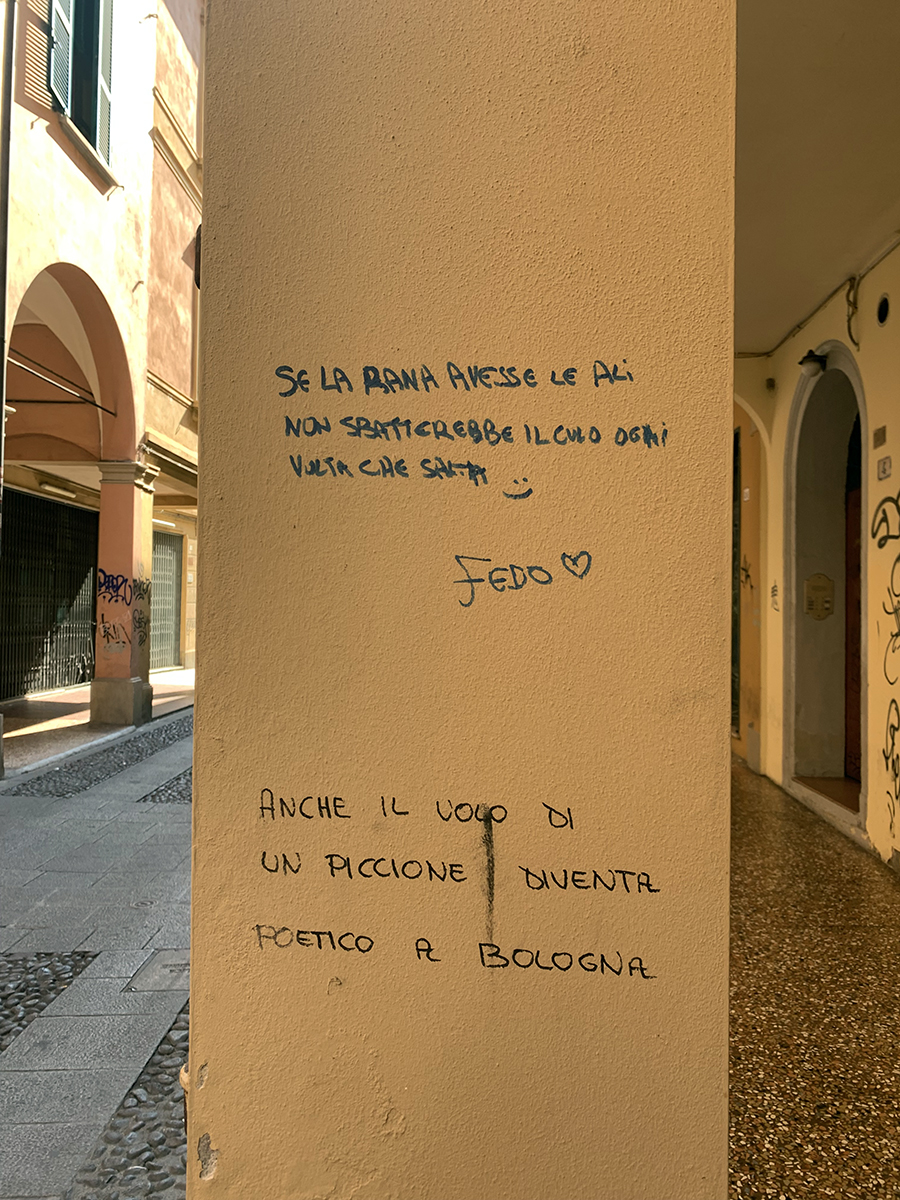 SE LA RANA AVESSE LE ALI
NON SBATTEREBBE IL CULO OGNI
VOLTA CHE SALTA
FEDO
ANCHE IL VOLO DI
UN PICCIONE DIVENTA
POETICO A BOLOGNA